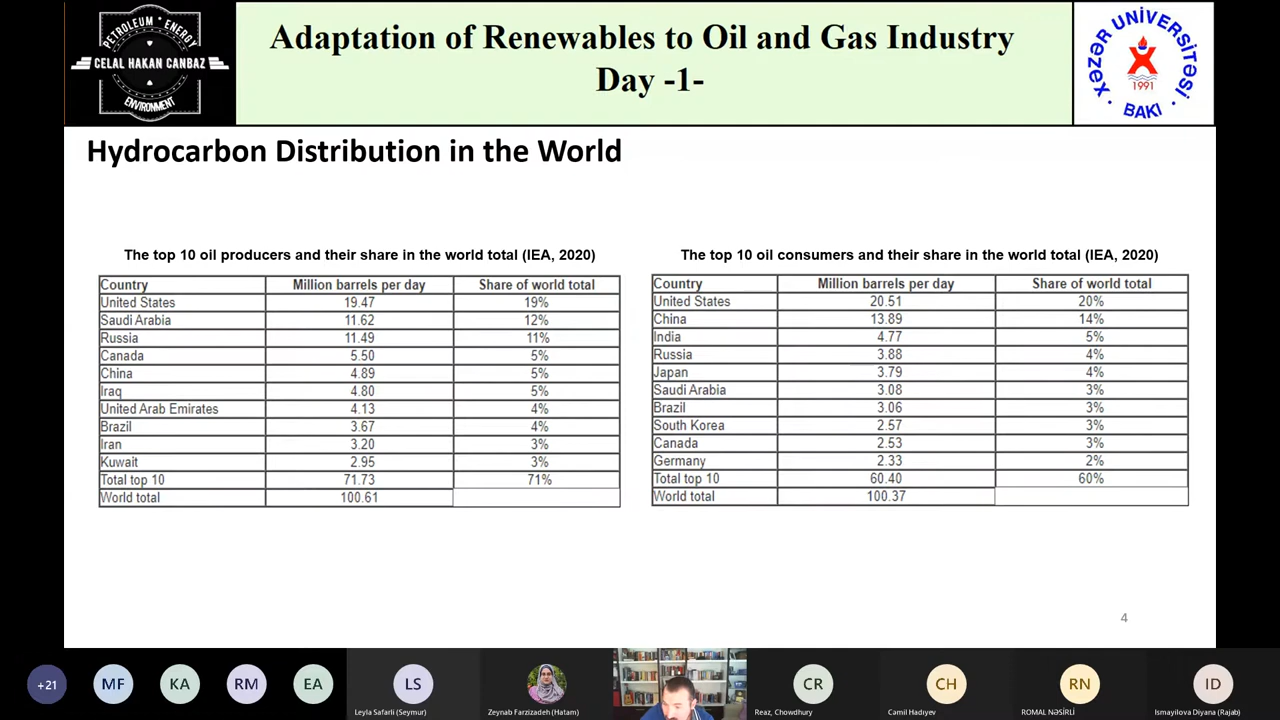 PETROLEUM * ENERGY
CELAL HAKAN CANBAZ
ENVIRONMENT
Adaptation of Renewables to Oil and Gas Industry
Day -1-
XƏZƏR UNİVERSİTƏSİ
1991
· BAKI ·
Hydrocarbon Distribution in the World
The top 10 oil producers and their share in the world total (IEA, 2020)
Country Million barrels per day Share of world total
United States 19.47 19%
Saudi Arabia 11.62 12%
Russia 11.49 11%
Canada 5.50 5%
China 4.89 5%
Iraq 4.80 5%
United Arab Emirates 4.13 4%
Brazil 3.67 4%
Iran 3.20 3%
Kuwait 2.95 3%
Total top 10 71.73 71%
World total 100.61
The top 10 oil consumers and their share in the world total (IEA, 2020)
Country Million barrels per day Share of world total
United States 20.51 20%
China 13.89 14%
India 4.77 5%
Russia 3.88 4%
Japan 3.79 4%
Saudi Arabia 3.08 3%
Brazil 3.06 3%
South Korea 2.57 3%
Canada 2.53 3%
Germany 2.33 2%
Total top 10 60.40 60%
World total 100.37
4
+21
MF
KA
RM
EA
LS
Leyla Safarli (Seymur)
Zeynab Farzizadeh (Hatam)
CR
Reaz, Chowdhury
CH
Cəmil Hadıyev
RN
ROMAL NƏSİRLİ
ID
Ismayilova Diyana (Rajab)